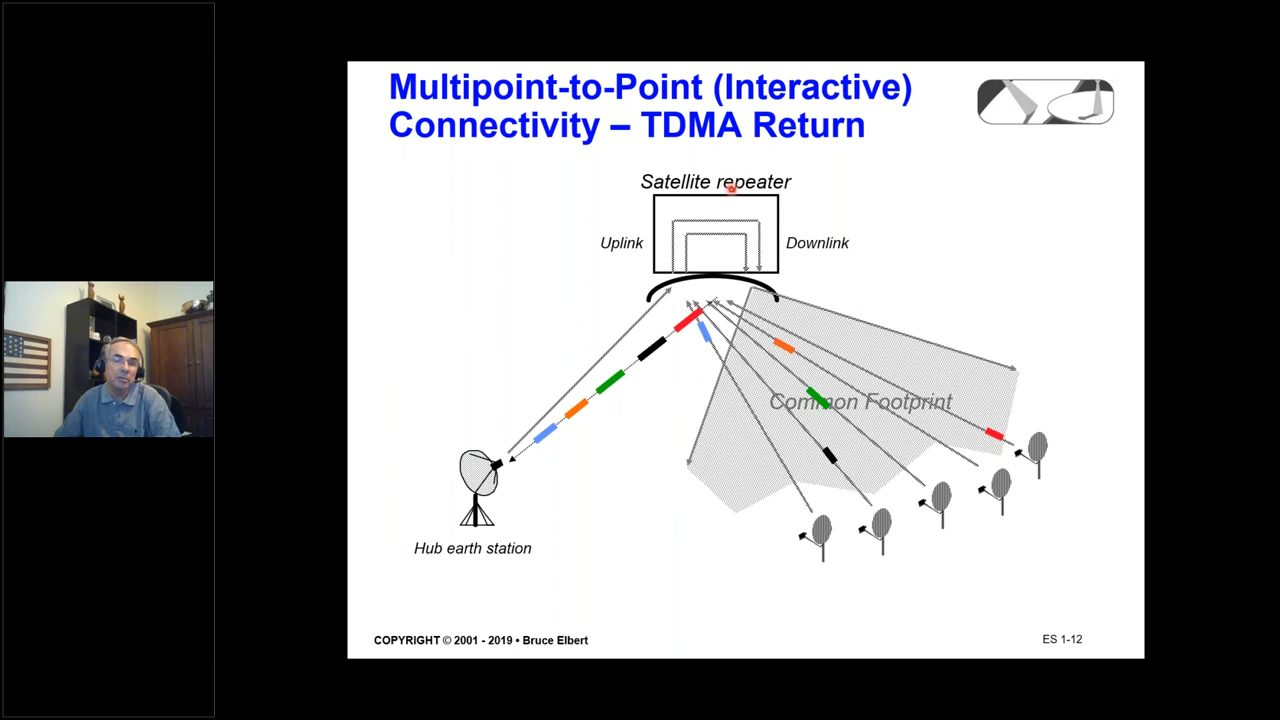 Multipoint-to-Point (Interactive)
Connectivity – TDMA Return
Satellite repeater
Uplink
Downlink
Common Footprint
Hub earth station
COPYRIGHT © 2001 - 2019 • Bruce Elbert
ES 1-12